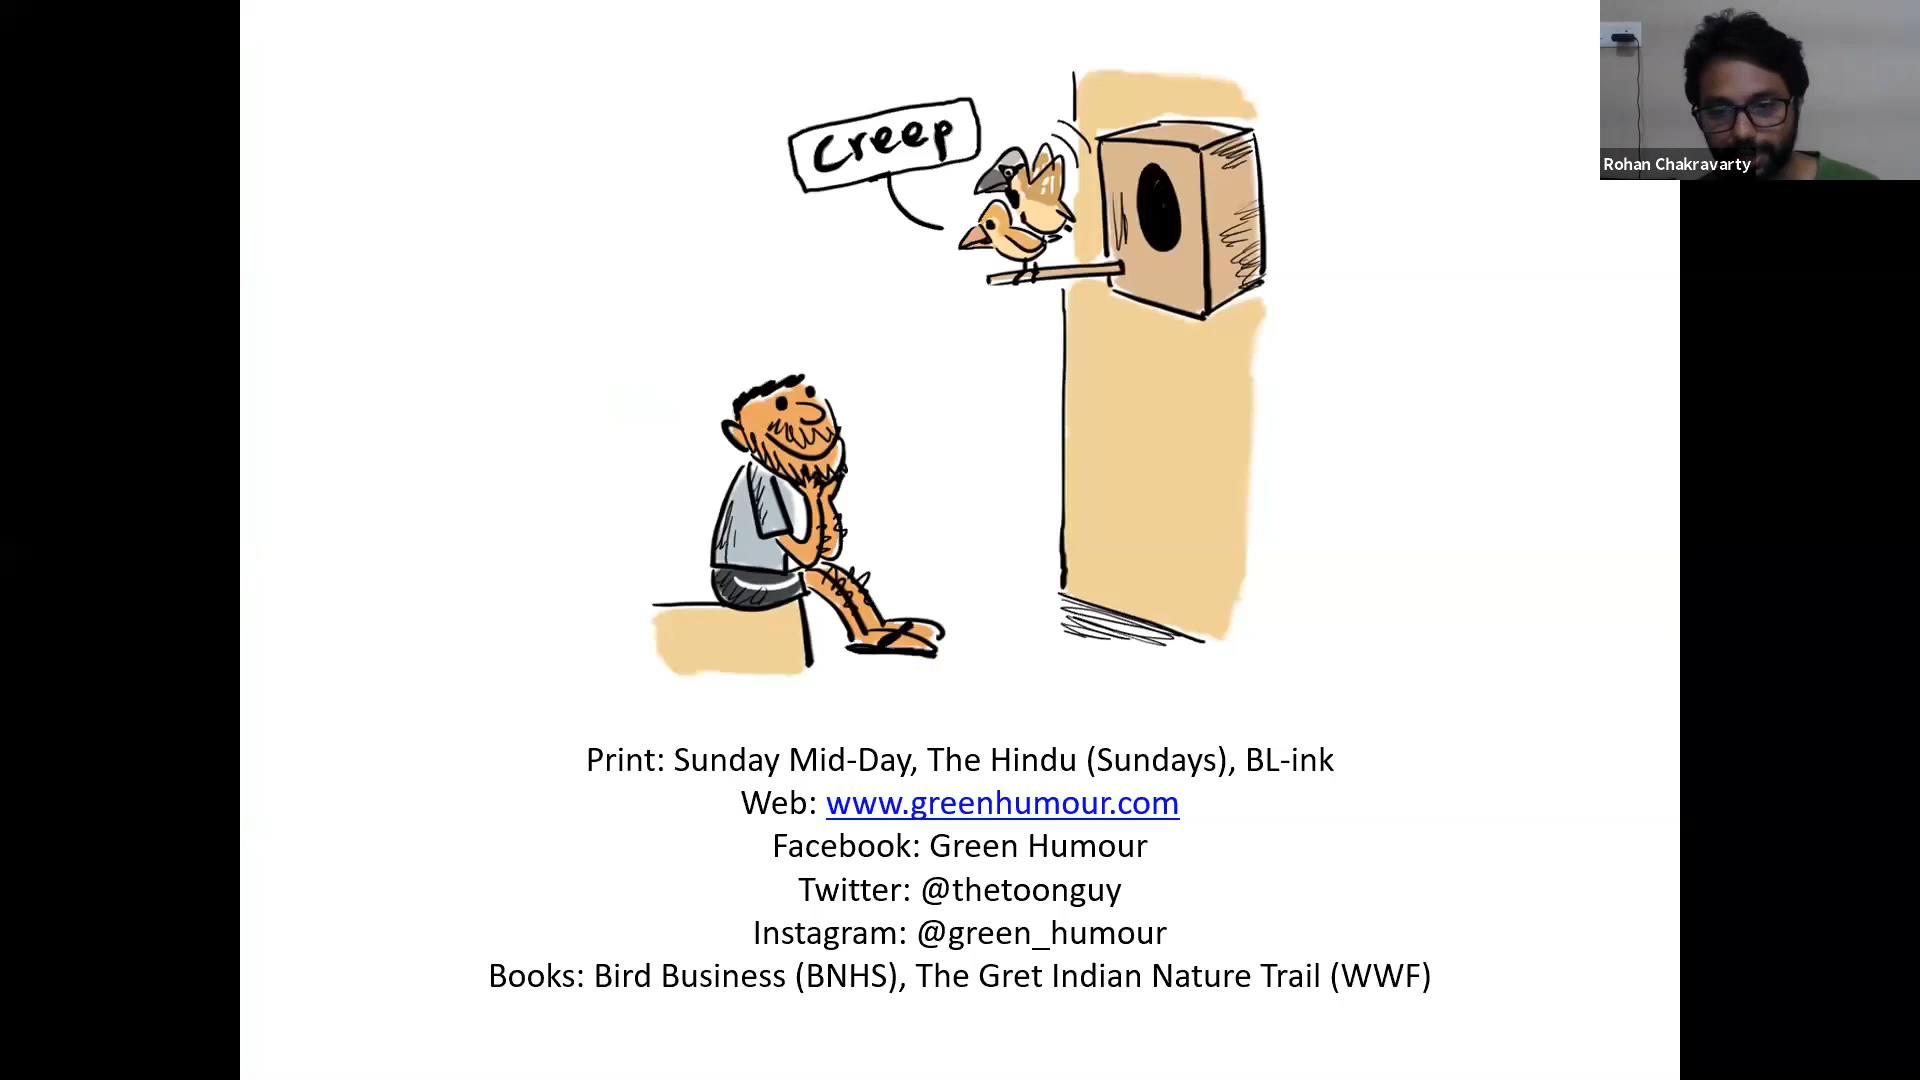 creep
Rohan Chakravarty
Print: Sunday Mid-Day, The Hindu (Sundays), BL-ink
Web: www.greenhumour.com
Facebook: Green Humour
Twitter: @thetoonguy
Instagram: @green_humour
Books: Bird Business (BNHS), The Gret Indian Nature Trail (WWF)